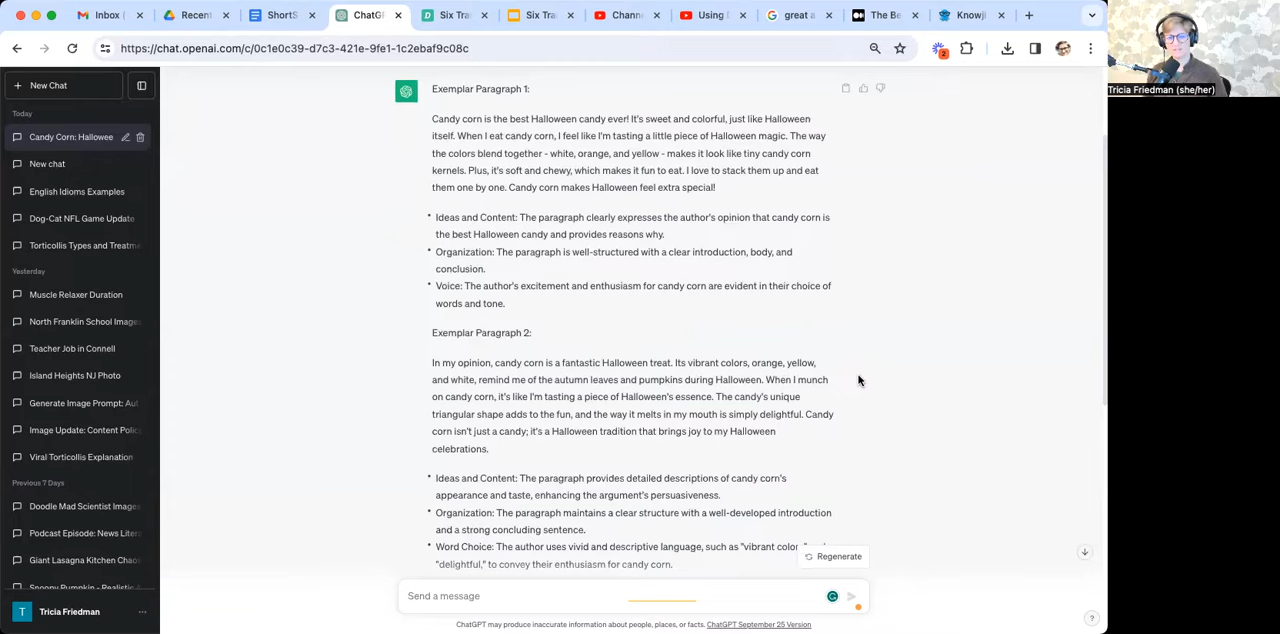 Inbox
Recent
ShortS
ChatGF
Six Tra
Six Tra
Channe
Using D
great a
The Be
Knowji
https://chat.openai.com/c/0c1e0c39-d7c3-421e-9fe1-1c2ebaf9c08c
2
Tricia Friedman (she/her)
New Chat
Today
Candy Corn: Hallowee
New chat
English Idioms Examples
Dog-Cat NFL Game Update
Torticollis Types and Treatm
Yesterday
Muscle Relaxer Duration
North Franklin School Images
Teacher Job in Connell
Island Heights NJ Photo
Generate Image Prompt: Aut
Image Update: Content Polic
Viral Torticollis Explanation
Previous 7 Days
Doodle Mad Scientist Images
Podcast Episode: News Liter
Giant Lasagna Kitchen Chaos
Snoopy Pumpkin - Realistic
T
Tricia Friedman
Exemplar Paragraph 1:
Candy corn is the best Halloween candy ever! It's sweet and colorful, just like Halloween
itself. When I eat candy corn, I feel like I'm tasting a little piece of Halloween magic. The way
the colors blend together - white, orange, and yellow - makes it look like tiny candy corn
kernels. Plus, it's soft and chewy, which makes it fun to eat. I love to stack them up and eat
them one by one. Candy corn makes Halloween feel extra special!
• Ideas and Content: The paragraph clearly expresses the author's opinion that candy corn is
the best Halloween candy and provides reasons why.
• Organization: The paragraph is well-structured with a clear introduction, body, and
conclusion.
• Voice: The author's excitement and enthusiasm for candy corn are evident in their choice of
words and tone.
Exemplar Paragraph 2:
In my opinion, candy corn is a fantastic Halloween treat. Its vibrant colors, orange, yellow,
and white, remind me of the autumn leaves and pumpkins during Halloween. When I munch
on candy corn, it's like I'm tasting a piece of Halloween's essence. The candy's unique
triangular shape adds to the fun, and the way it melts in my mouth is simply delightful. Candy
corn isn't just a candy; it's a Halloween tradition that brings joy to my Halloween
celebrations.
• Ideas and Content: The paragraph provides detailed descriptions of candy corn's
appearance and taste, enhancing the argument's persuasiveness.
• Organization: The paragraph maintains a clear structure with a well-developed introduction
and a strong concluding sentence.
• Word Choice: The author uses vivid and descriptive language, such as "vibrant colors"
"delightful," to convey their enthusiasm for candy corn.
Regenerate
Send a message
ChatGPT may produce inaccurate information about people, places, or facts. ChatGPT September 25 Version
?